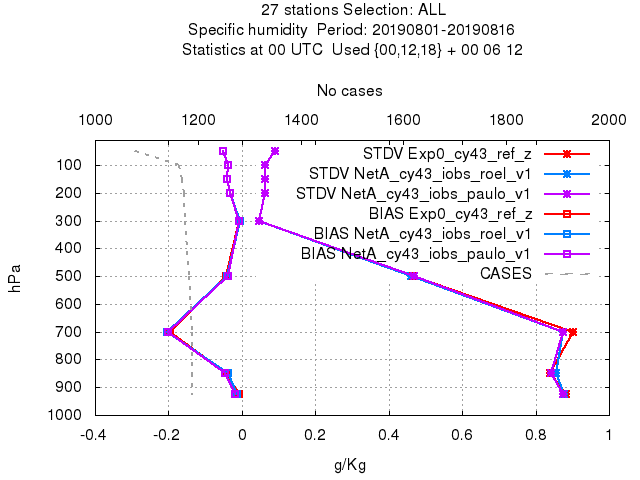 27 stations Selection: ALL
Specific humidity  Period: 20190801-20190816
Statistics at 00 UTC  Used {00,12,18} + 00 06 12
No cases
1000 1200 1400 1600 1800 2000
STDV Exp0_cy43_ref_z
STDV NetA_cy43_iobs_roel_v1
STDV NetA_cy43_iobs_paulo_v1
BIAS Exp0_cy43_ref_z
BIAS NetA_cy43_iobs_roel_v1
BIAS NetA_cy43_iobs_paulo_v1
CASES
hPa
100
200
300
400
500
600
700
800
900
1000
-0.4 -0.2 0 0.2 0.4 0.6 0.8 1
g/Kg